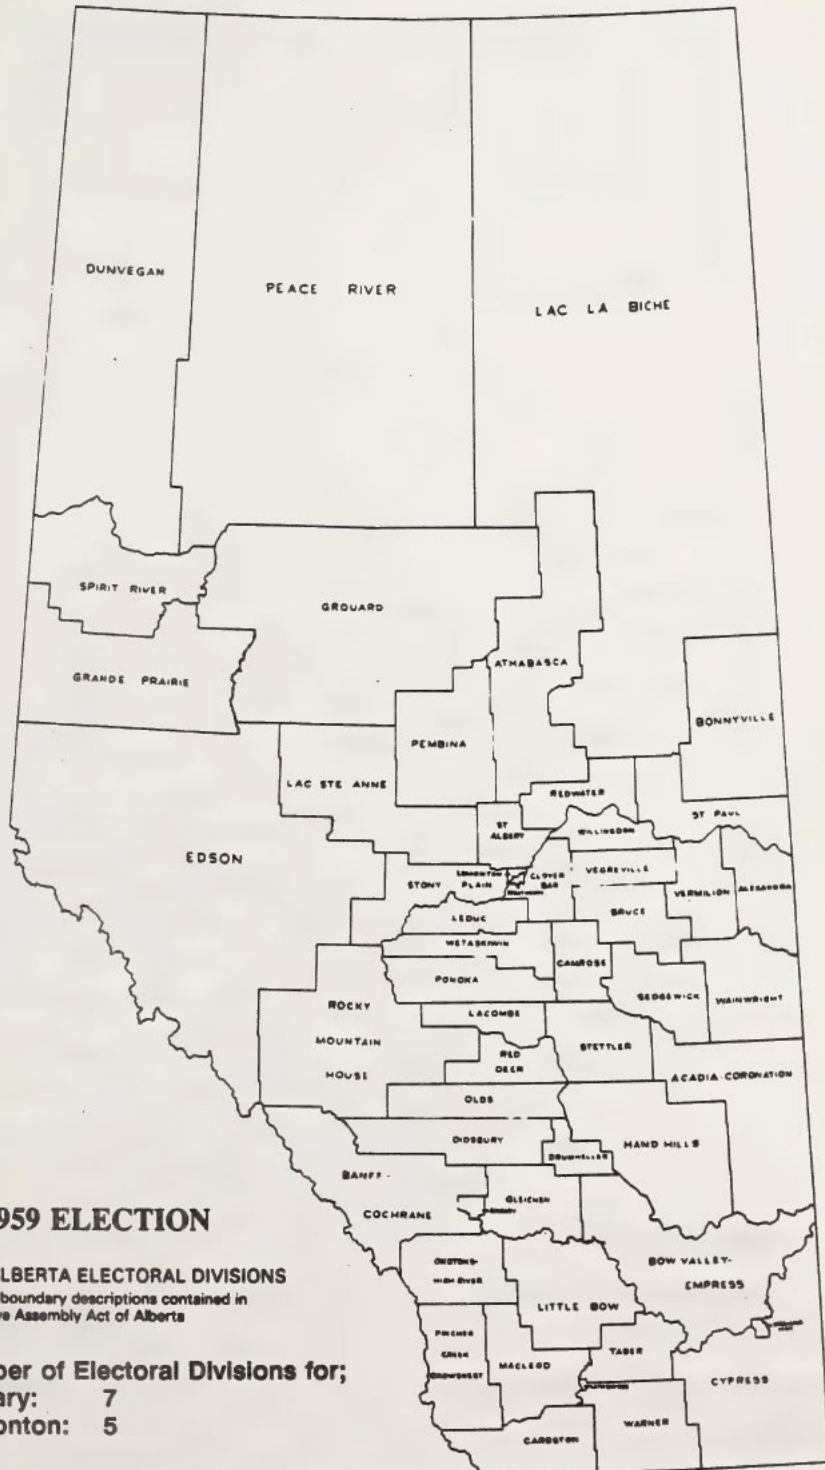 DUNVEGAN
PEACE RIVER
LAC LA BICHE
SPIRIT RIVER
GROUARD
GRANDE PRAIRIE
ATHABASCA
BONNYVILLE
PEMBINA
LAC STE ANNE
REDWATER
ST PAUL
ST
ALBERT
WILLINGDON
EDSON
STONY
PLAIN
EDMONTON
CLOVER
BAR
VEGREVILLE
VERMILION
ALEXANDRA
BRUCE
LEDUC
WETASKIWIN
CAMROSE
PONOKA
SEDGEWICK
WAINWRIGHT
ROCKY
MOUNTAIN
HOUSE
LACOMBE
RED
DEER
STETTLER
ACADIA-CORONATION
OLDS
DIDSBURY
HAND HILLS
DRUMHELLER
BANFF-
COCHRANE
GLEICHEN
CALGARY
959 ELECTION
LBERTA ELECTORAL DIVISIONS
boundary descriptions contained in
ve Assembly Act of Alberta
OKOTOKS-
HIGH RIVER
BOW VALLEY-
EMPRESS
LITTLE BOW
PINCHER
CREEK
CROWSNEST
MACLEOD
TABER
CYPRESS
WARNER
CARDSTON
ber of Electoral Divisions for;
ary: 7
onton: 5